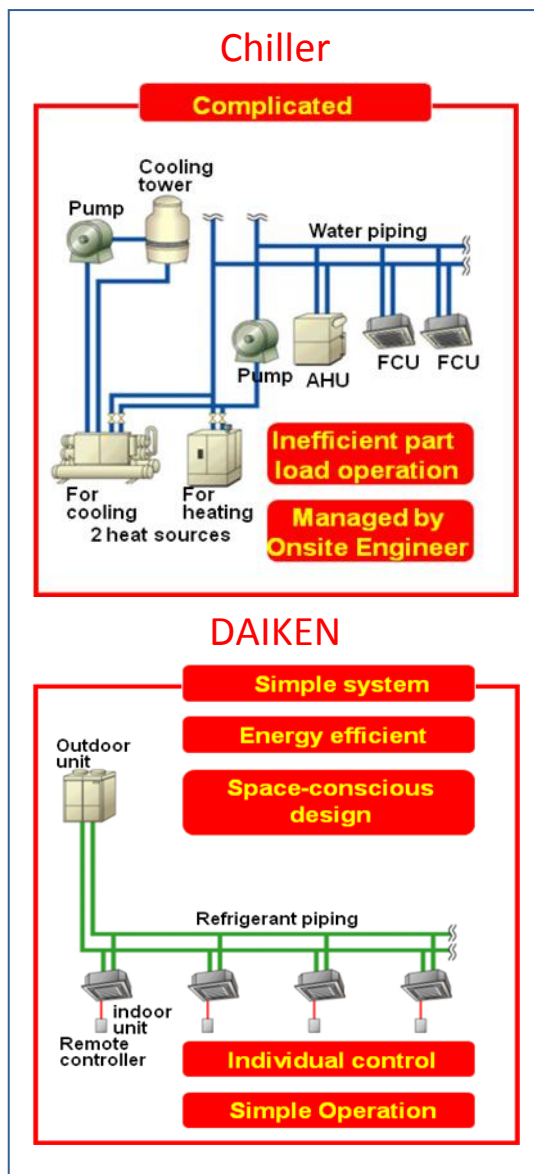 Chiller
Complicated
Cooling
tower
Pump
Water piping
Pump
AHU
FCU
FCU
Inefficient part
load operation
For
cooling
For
heating
2 heat sources
Managed by
Onsite Engineer
DAIKEN
Simple system
Energy efficient
Outdoor
unit
Space-conscious
design
Refrigerant piping
indoor
unit
Remote
controller
Individual control
Simple Operation